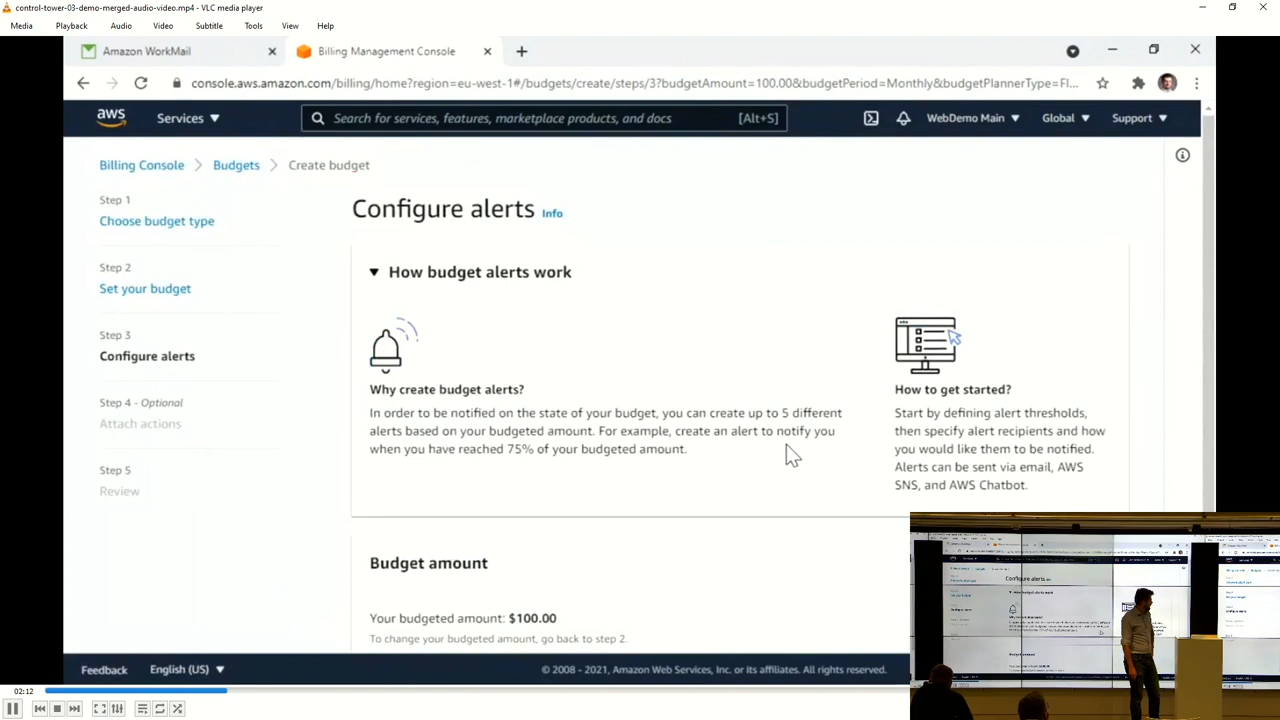 control-tower-03-demo-merged-audio-video.mp4 - VLC media player
Media Playback Audio Video Subtitle Tools View Help
Amazon WorkMail
Billing Management Console
console.aws.amazon.com/billing/home?region=eu-west-1#/budgets/create/steps/3?budgetAmount=100.00&budgetPeriod=Monthly&budgetPlannerType=Fl...
aws
Services
Search for services, features, marketplace products, and docs
[Alt+S]
WebDemo Main
Global
Support
Billing Console
Budgets
Create budget
Step 1
Choose budget type
Step 2
Set your budget
Step 3
Configure alerts
Step 4 - Optional
Attach actions
Step 5
Review
Configure alerts Info
How budget alerts work
Why create budget alerts?
In order to be notified on the state of your budget, you can create up to 5 different
alerts based on your budgeted amount. For example, create an alert to notify you
when you have reached 75% of your budgeted amount.
How to get started?
Start by defining alert thresholds,
then specify alert recipients and how
you would like them to be notified.
Alerts can be sent via email, AWS
SNS, and AWS Chatbot.
Budget amount
Your budgeted amount: $100.00
To change your budgeted amount, go back to step 2.
Feedback
English (US)
© 2008 - 2021, Amazon Web Services, Inc. or its affiliates. All rights reserved.
Configure alerts
02:12